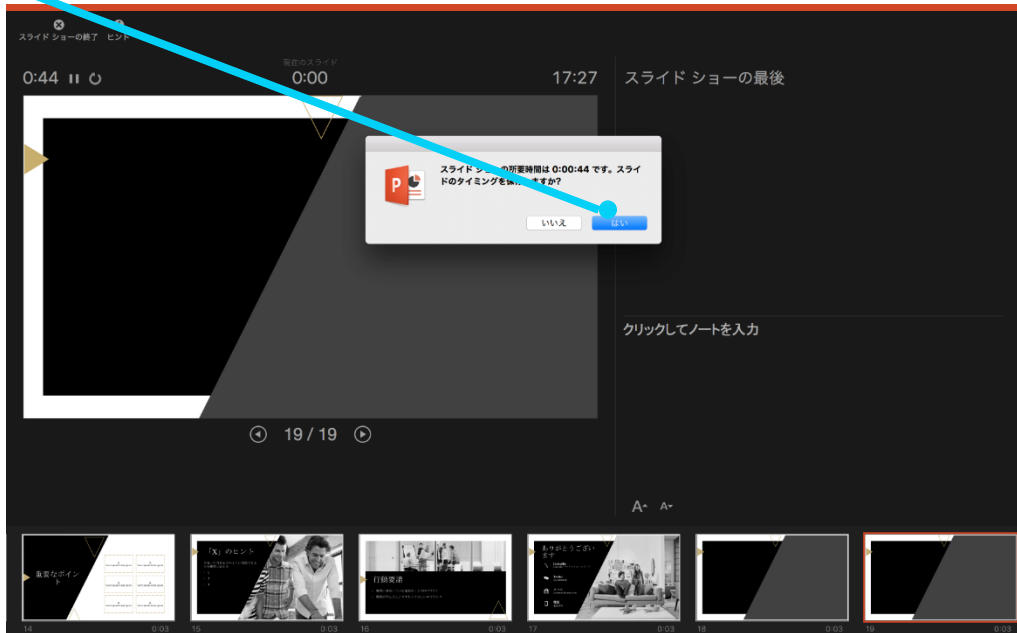 スライド ショーの終了 ヒント
現在のスライド
0:44 0:00 17:27 スライド ショーの最後
スライド ショーの所要時間は 0:00:44 です。スライ
ドのタイミングを保存しますか?
いいえ はい
クリックしてノートを入力
19 / 19
A A
重要なポイン
ト
「X」のヒント
行動要請
ありがとうござい
ます
14 0:03 15 0:03 16 0:03 17 0:03 18 0:03 19 0:03